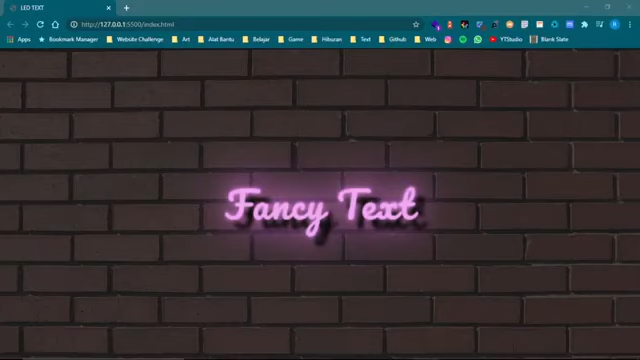 LED TEXT
http://127.0.0.1:5500/index.html
Apps Bookmark Manager Website Challenge Art Alat Bantu Belajar Game Hiburan Text Github Web YTStudio Blank Slate
Fancy Text